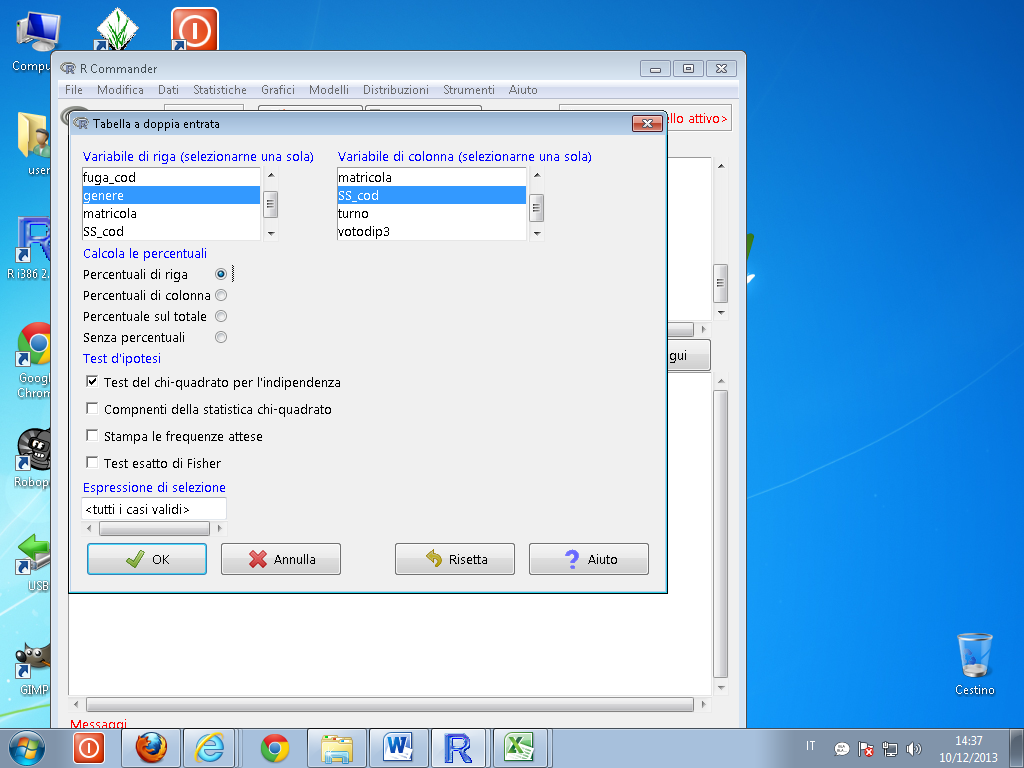 Compu
R Commander
File Modifica Dati Statistiche Grafici Modelli Distribuzioni Strumenti Aiuto
llo attivo>
Tabella a doppia entrata
Variabile di riga (selezionarne una sola) Variabile di colonna (selezionarne una sola)
fuga_cod matricola
genere SS_cod
matricola turno
SS_cod votodip3
Calcola le percentuali
Percentuali di riga
Percentuali di colonna
Percentuale sul totale
Senza percentuali
Test d'ipotesi
Test del chi-quadrato per l'indipendenza
Compnenti della statistica chi-quadrato
Stampa le frequenze attese
Test esatto di Fisher
Espressione di selezione
<tutti i casi validi>
OK Annulla Risetta Aiuto
gui
user
R i386 2.
Googl
Chrom
Robop
USB
GIMP
Cestino
Messaggi
IT
14:37
10/12/2013